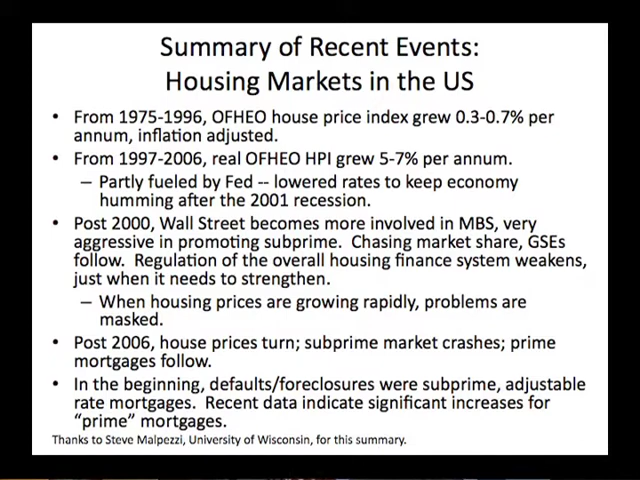 Summary of Recent Events:
Housing Markets in the US
• From 1975-1996, OFHEO house price index grew 0.3-0.7% per
annum, inflation adjusted.
• From 1997-2006, real OFHEO HPI grew 5-7% per annum.
– Partly fueled by Fed -- lowered rates to keep economy
humming after the 2001 recession.
• Post 2000, Wall Street becomes more involved in MBS, very
aggressive in promoting subprime. Chasing market share, GSEs
follow. Regulation of the overall housing finance system weakens,
just when it needs to strengthen.
– When housing prices are growing rapidly, problems are
masked.
• Post 2006, house prices turn; subprime market crashes; prime
mortgages follow.
• In the beginning, defaults/foreclosures were subprime, adjustable
rate mortgages. Recent data indicate significant increases for
“prime” mortgages.
Thanks to Steve Malpezzi, University of Wisconsin, for this summary.